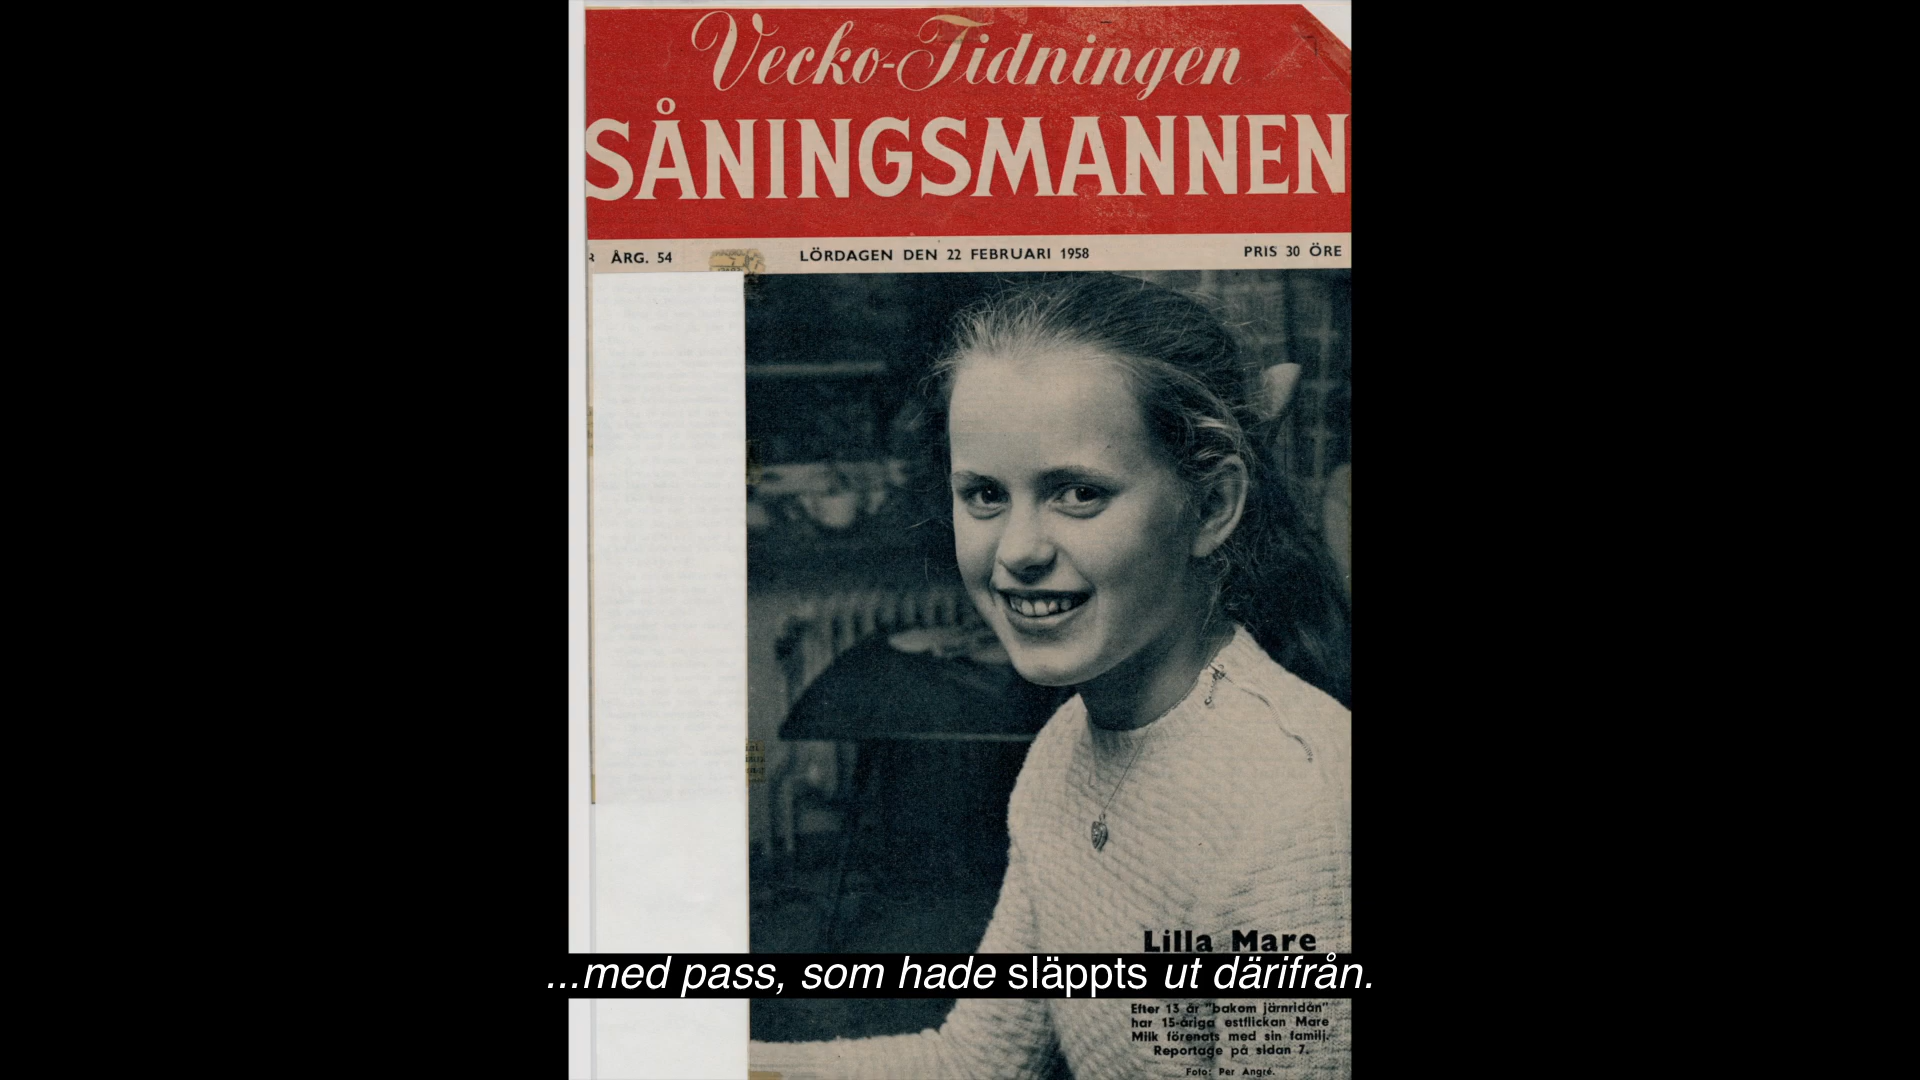 Vecko-Tidningen
SÅNINGSMANNEN
ÅRG. 54
LÖRDAGEN DEN 22 FEBRUARI 1958
PRIS 30 ÖRE
Lilla Mare
...med pass, som hade släppts ut därifrån.
Efter 13 år "bakom järnridån"
har 15-åriga estflickan Mare
Milk förenats med sin familj.
Reportage på sidan 7.
Foto: Per Angré.